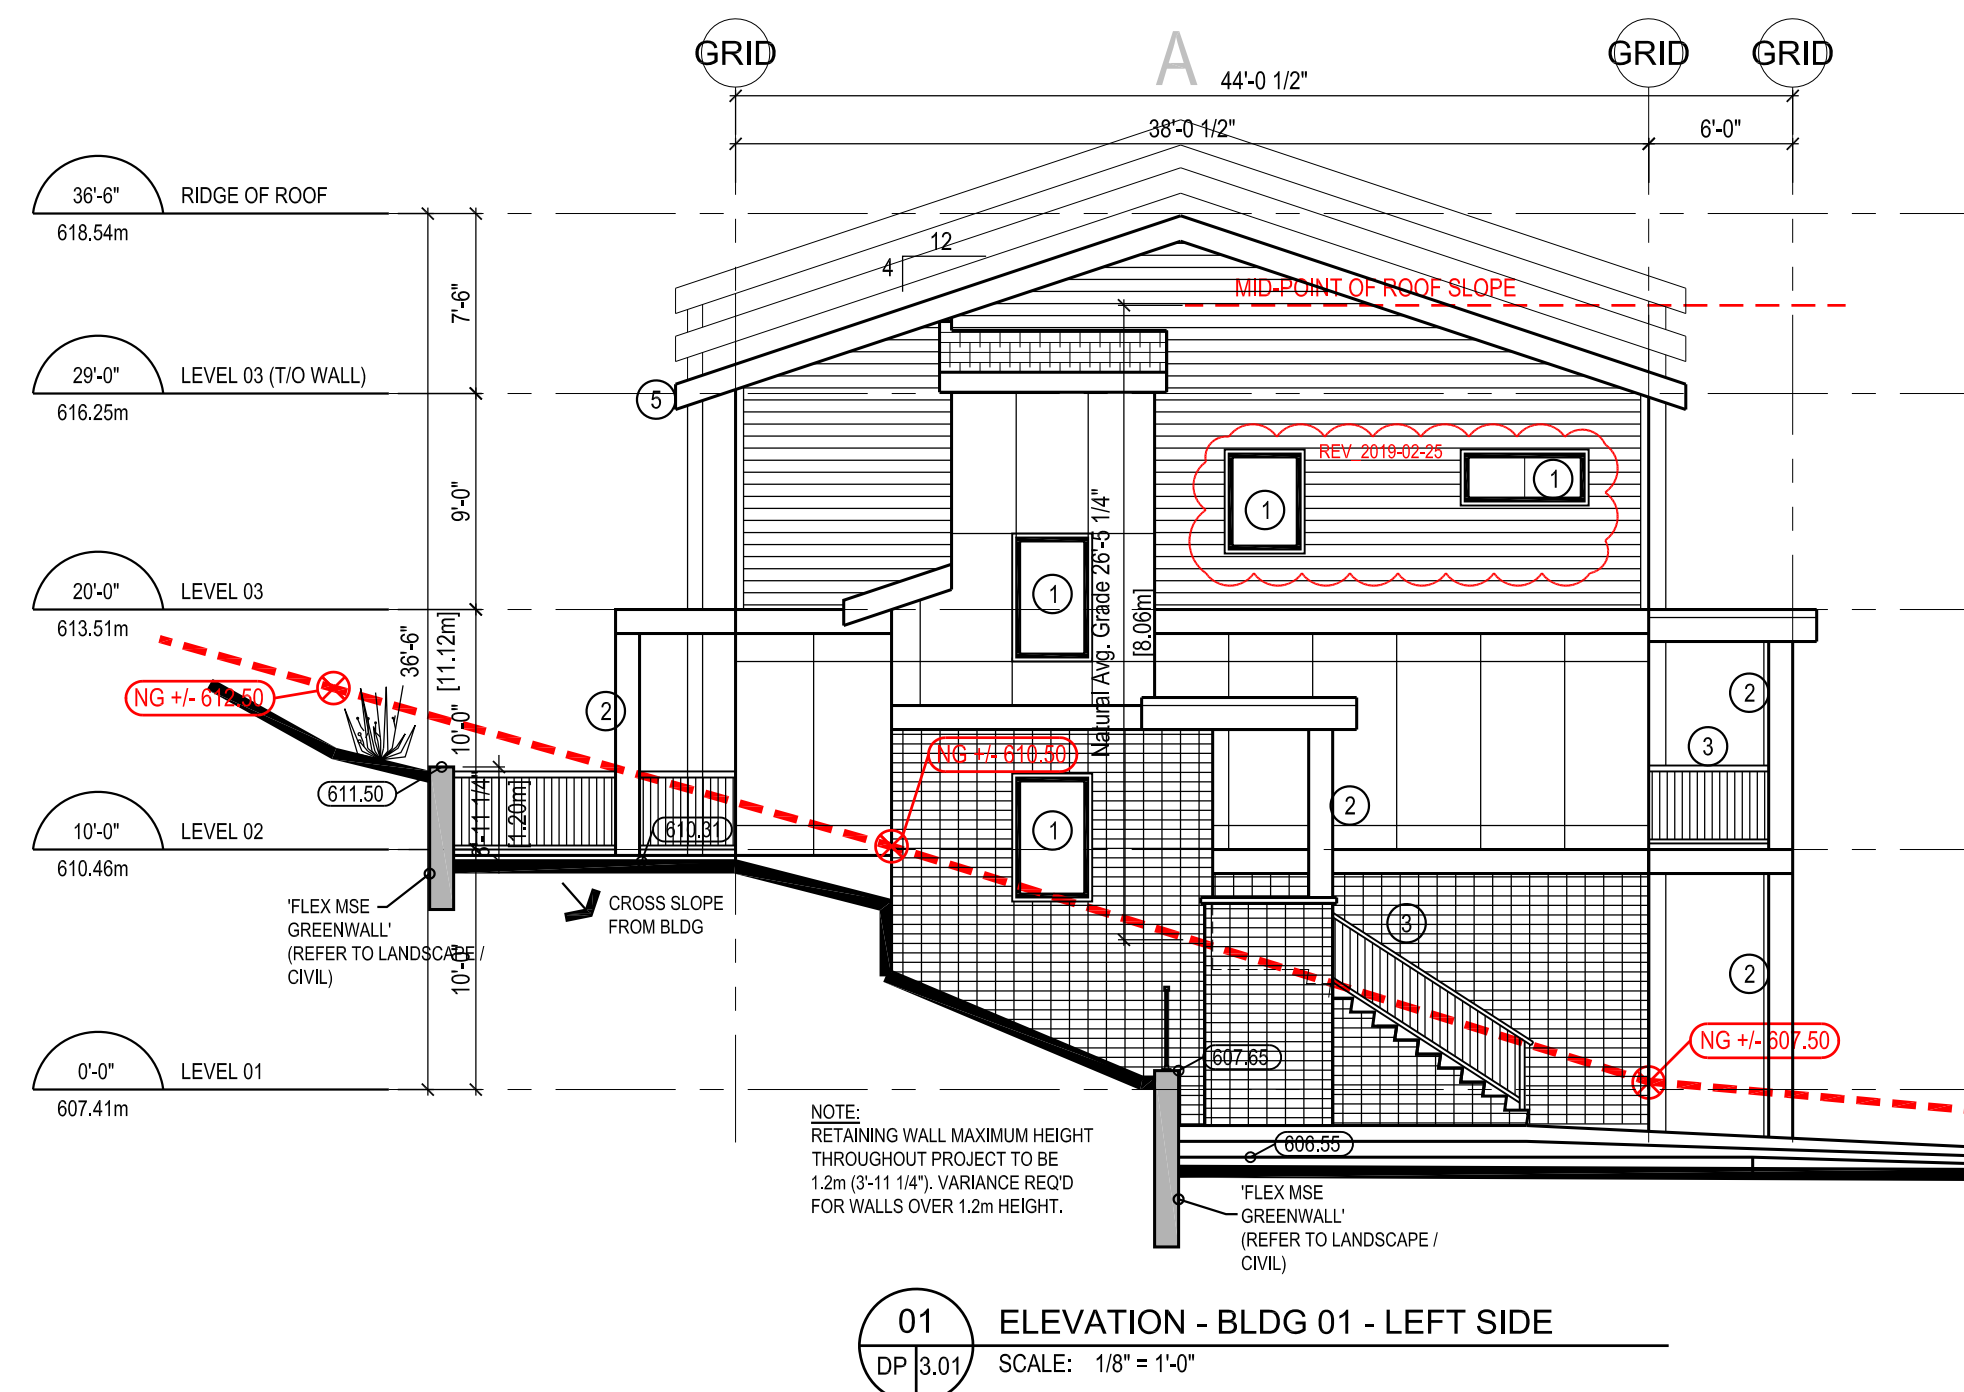 GRID
GRID
GRID
A
44'-0 1/2"
38'-0 1/2"
6'-0"
36'-6"
RIDGE OF ROOF
618.54m
12
4
7'-6"
MID-POINT OF ROOF SLOPE
29'-0"
LEVEL 03 (T/O WALL)
616.25m
5
REV 2019-02-25
1
1
9'-0"
Natural Avg. Grade 26'-5 1/4"
[8.06m]
20'-0"
LEVEL 03
613.51m
1
36'-6"
[11.12m]
NG +/- 612.50
2
2
10'-0"
3
NG +/- 610.50
611.50
3'-11 1/4"
[1.20m]
610.31
1
2
10'-0"
LEVEL 02
610.46m
'FLEX MSE
GREENWALL'
(REFER TO LANDSCAPE /
CIVIL)
CROSS SLOPE
FROM BLDG
3
10'-0"
2
NG +/- 607.50
0'-0"
LEVEL 01
607.41m
607.65
NOTE:
RETAINING WALL MAXIMUM HEIGHT
THROUGHOUT PROJECT TO BE
1.2m (3'-11 1/4"). VARIANCE REQ'D
FOR WALLS OVER 1.2m HEIGHT.
606.55
'FLEX MSE
GREENWALL'
(REFER TO LANDSCAPE /
CIVIL)
01
ELEVATION - BLDG 01 - LEFT SIDE
DP 3.01
SCALE: 1/8" = 1'-0"